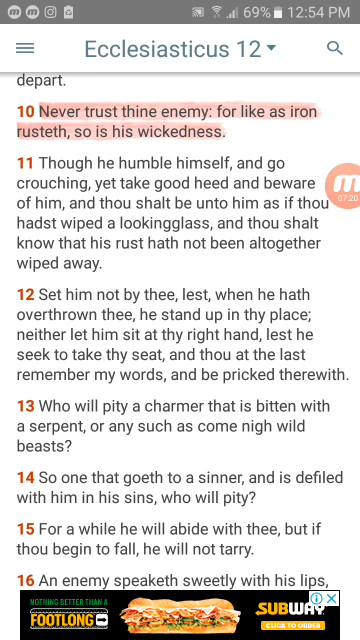 69% 12:54 PM
Ecclesiasticus 12
depart.
10 Never trust thine enemy: for like as iron
rusteth, so is his wickedness.
11 Though he humble himself, and go
crouching, yet take good heed and beware
of him, and thou shalt be unto him as if thou
hadst wiped a lookingglass, and thou shalt
know that his rust hath not been altogether
wiped away.
07:20
12 Set him not by thee, lest, when he hath
overthrown thee, he stand up in thy place;
neither let him sit at thy right hand, lest he
seek to take thy seat, and thou at the last
remember my words, and be pricked therewith.
13 Who will pity a charmer that is bitten with
a serpent, or any such as come nigh wild
beasts?
14 So one that goeth to a sinner, and is defiled
with him in his sins, who will pity?
15 For a while he will abide with thee, but if
thou begin to fall, he will not tarry.
16 An enemy speaketh sweetly with his lips,
NOTHING BETTER THAN A
FOOTLONG
SUBWAY
CLICK TO ORDER